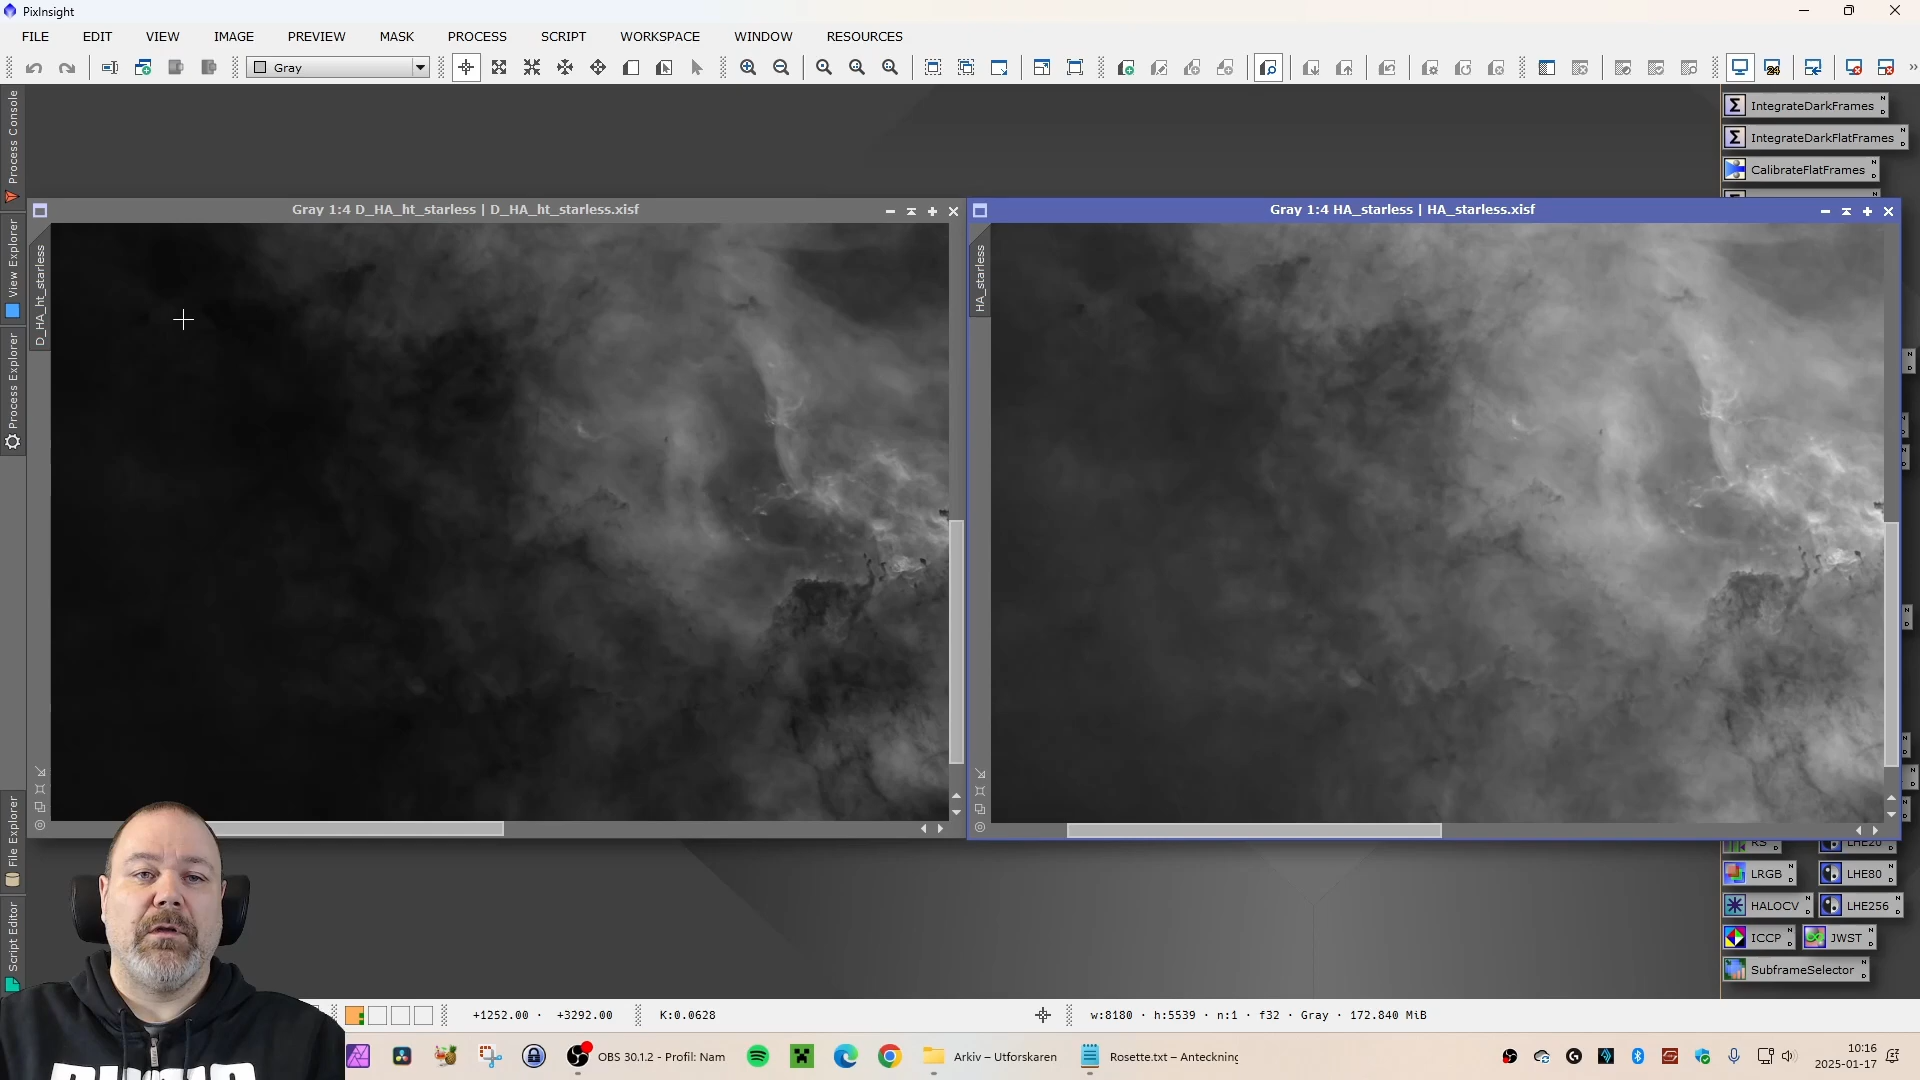 PixInsight
FILE EDIT VIEW IMAGE PREVIEW MASK PROCESS SCRIPT WORKSPACE WINDOW RESOURCES
Gray
24
Process Console
View Explorer
Process Explorer
File Explorer
Script Editor
Gray 1:4 D_HA_ht_starless | D_HA_ht_starless.xisf
D_HA_ht_starless
Gray 1:4 HA_starless | HA_starless.xisf
HA_starless
IntegrateDarkFrames
IntegrateDarkFlatFrames
CalibrateFlatFrames
RS LHE20
LRGB LHE80
HALOCV LHE256
ICCP JWST
SubframeSelector
+1252.00 · +3292.00 K:0.0628 w:8180 · h:5539 · n:1 · f32 · Gray · 172.840 MiB
OBS 30.1.2 - Profil: Nam
Arkiv – Utforskaren
Rosette.txt – Anteckning
10:16
2025-01-17